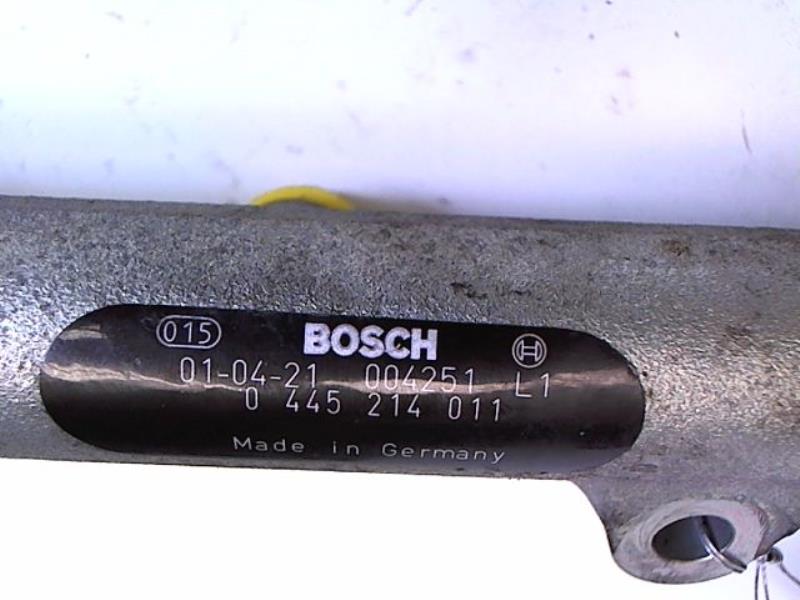 015 BOSCH
01-04-21 004251 L1
0 445 214 011
Made in Germany